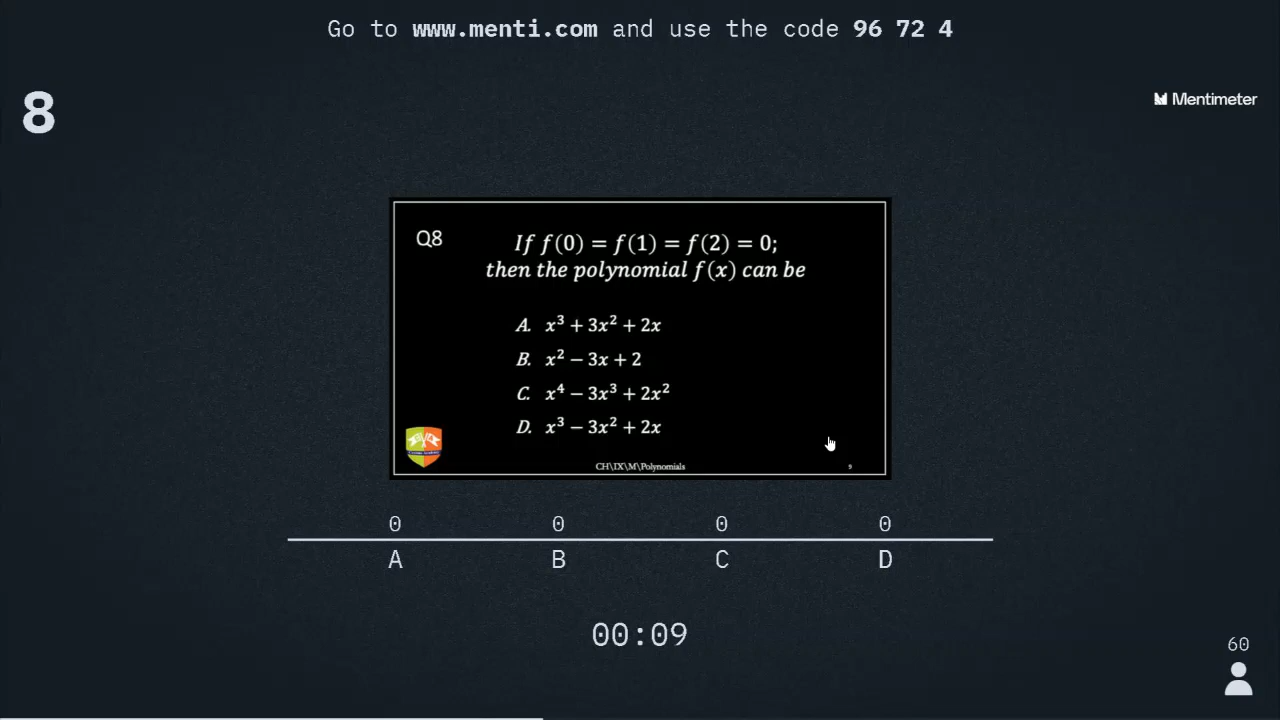 Go to www.menti.com and use the code 96 72 4
8
Mentimeter
Q8
If f(0) = f(1) = f(2) = 0;
then the polynomial f(x) can be
A. x³ + 3x² + 2x
B. x² − 3x + 2
C. x⁴ − 3x³ + 2x²
D. x³ − 3x² + 2x
CH\IX\M\Polynomials
9
0 0 0 0
A B C D
00:09
60